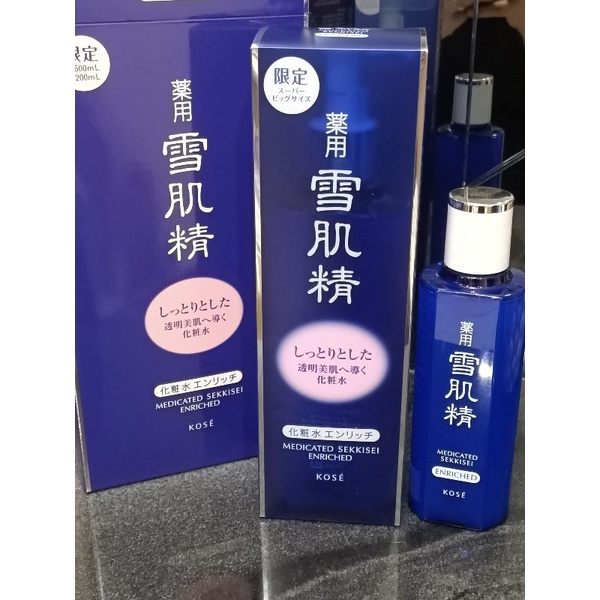 限定
500mL
200mL
薬用
雪肌精
しっとりとした
透明美肌へ導く
化粧水
化粧水 エンリッチ
MEDICATED SEKKISEI
ENRICHED
KOSÉ
限定
スーパー
ビッグサイズ
薬用
雪肌精
しっとりとした
透明美肌へ導く
化粧水
化粧水 エンリッチ
MEDICATED SEKKISEI
ENRICHED
KOSÉ
薬用
雪肌精
MEDICATED
SEKKISEI
ENRICHED
KOSÉ